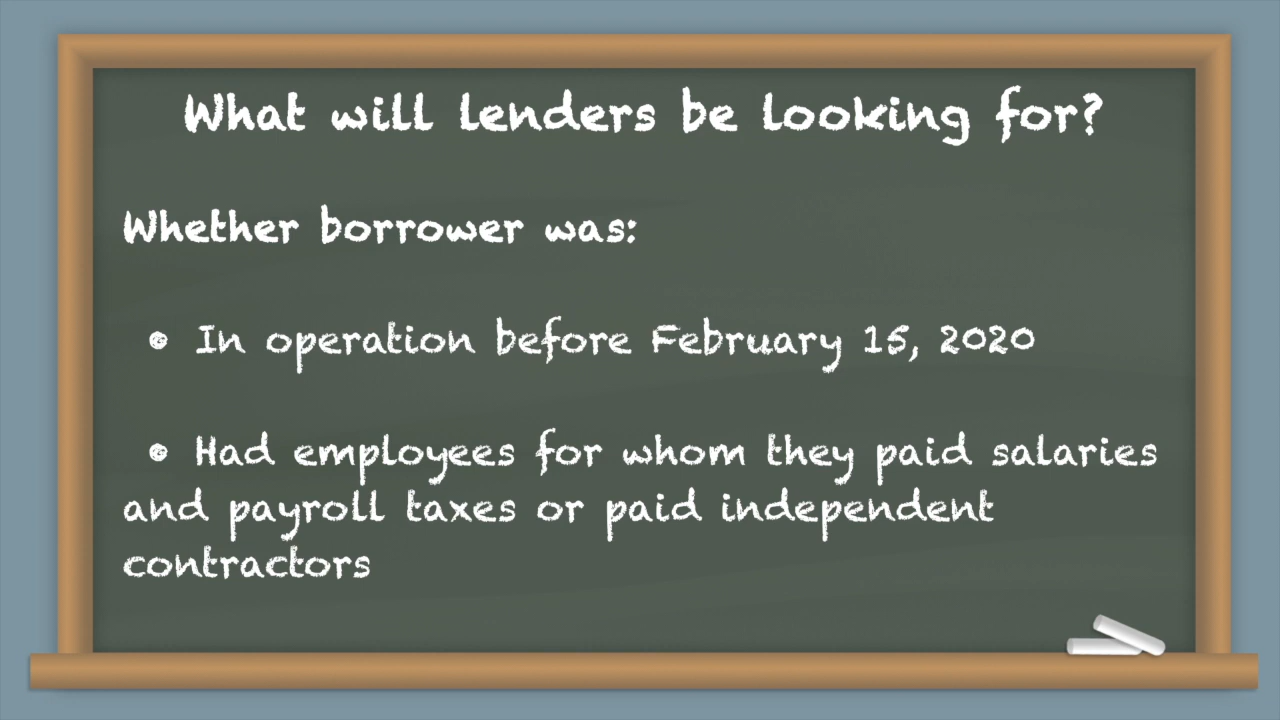 What will lenders be looking for?
Whether borrower was:
• In operation before February 15, 2020
• Had employees for whom they paid salaries
and payroll taxes or paid independent
contractors